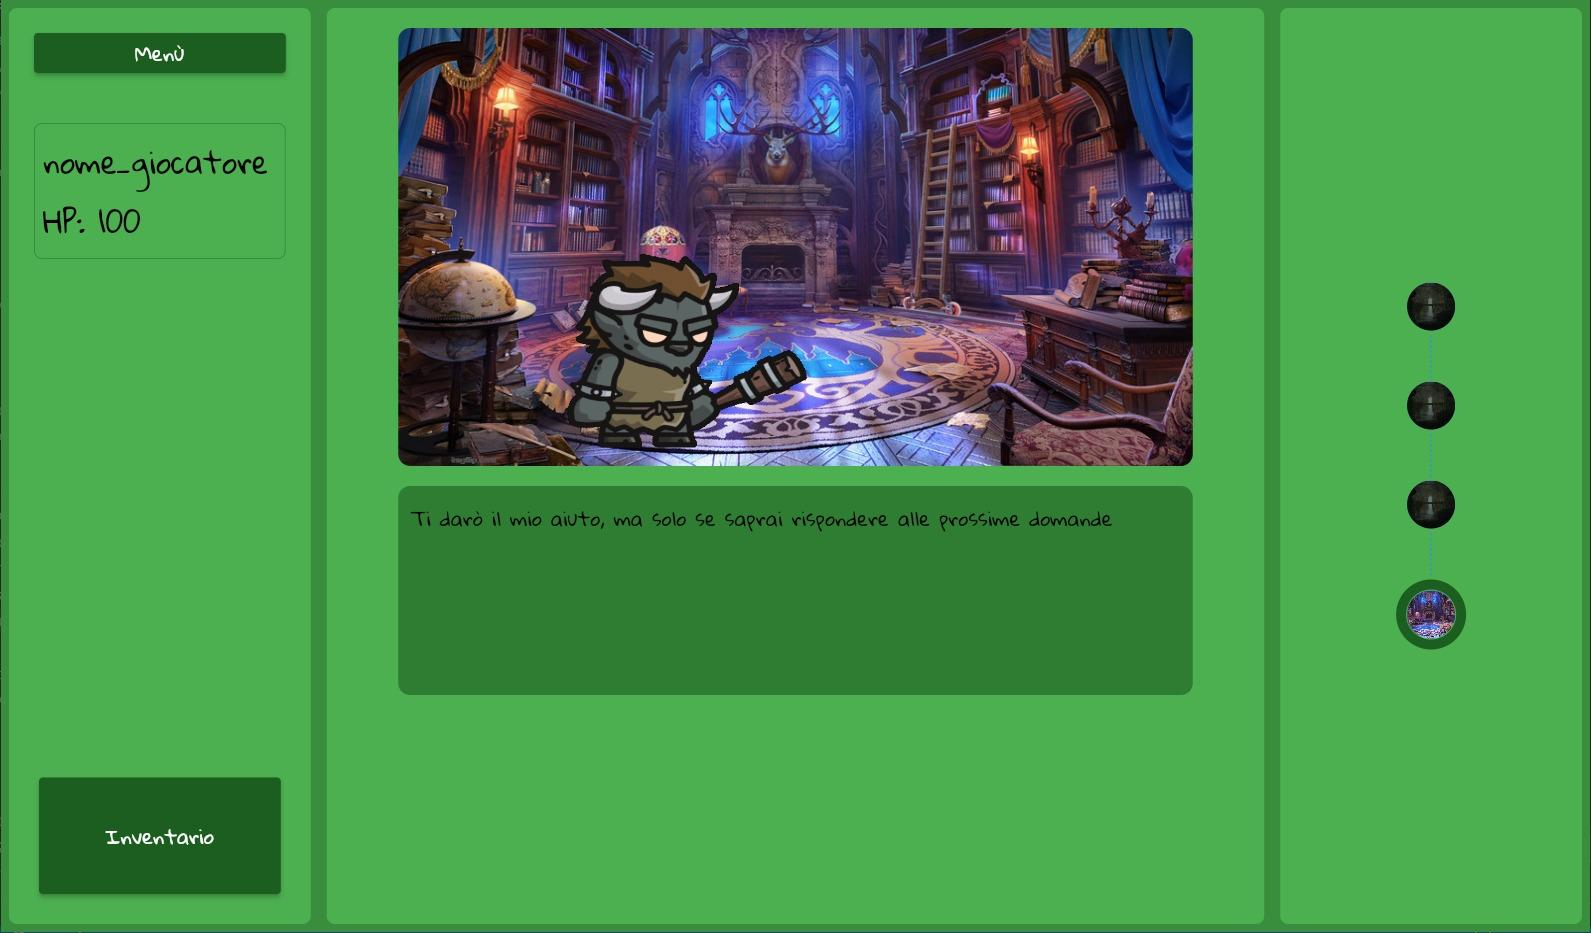 Menù
nome_giocatore
HP: 100
Ti darò il mio aiuto, ma solo se saprai rispondere alle prossime domande
Inventario